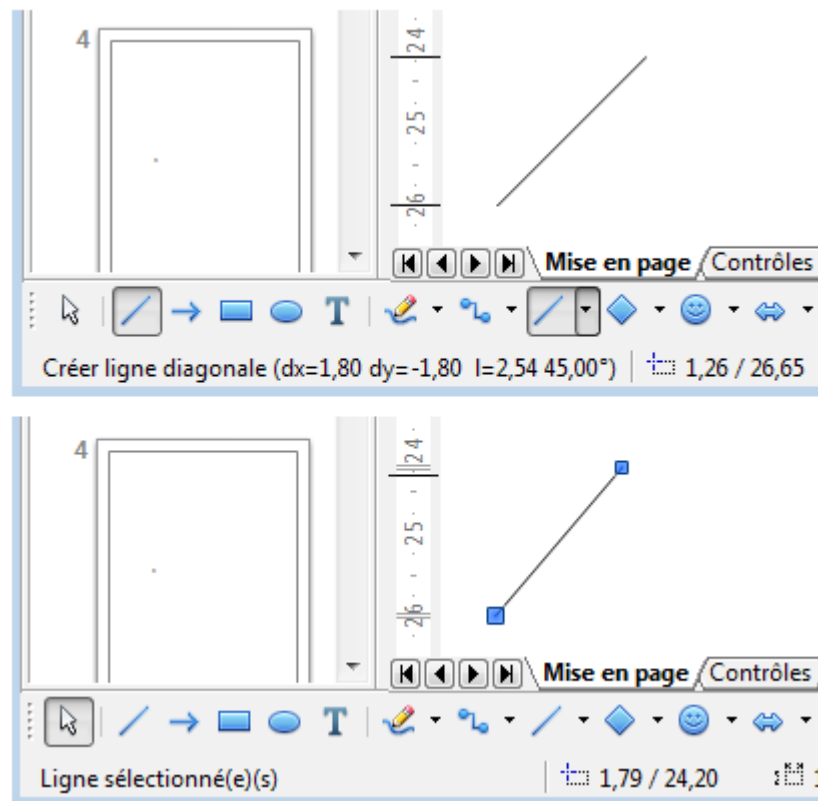 4
24
25
26
Mise en page Contrôles
T
Créer ligne diagonale (dx=1,80 dy=-1,80 l=2,54 45,00°) 1,26 / 26,65
4
24
25
26
Mise en page Contrôles
T
Ligne sélectionné(e)(s) 1,79 / 24,20